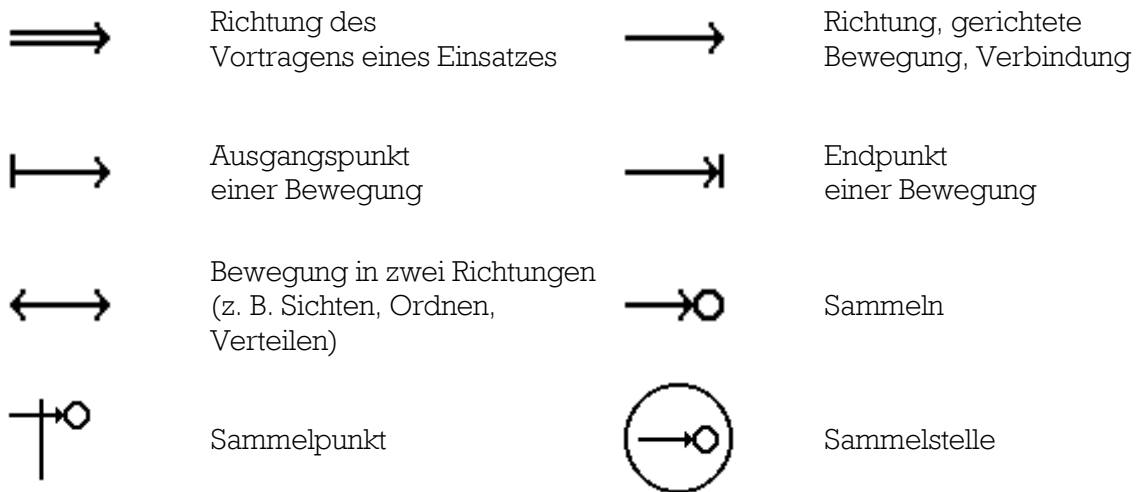 Richtung des
Vortragens eines Einsatzes
Richtung, gerichtete
Bewegung, Verbindung
Ausgangspunkt
einer Bewegung
Endpunkt
einer Bewegung
Bewegung in zwei Richtungen
(z. B. Sichten, Ordnen,
Verteilen)
Sammeln
Sammelpunkt
Sammelstelle